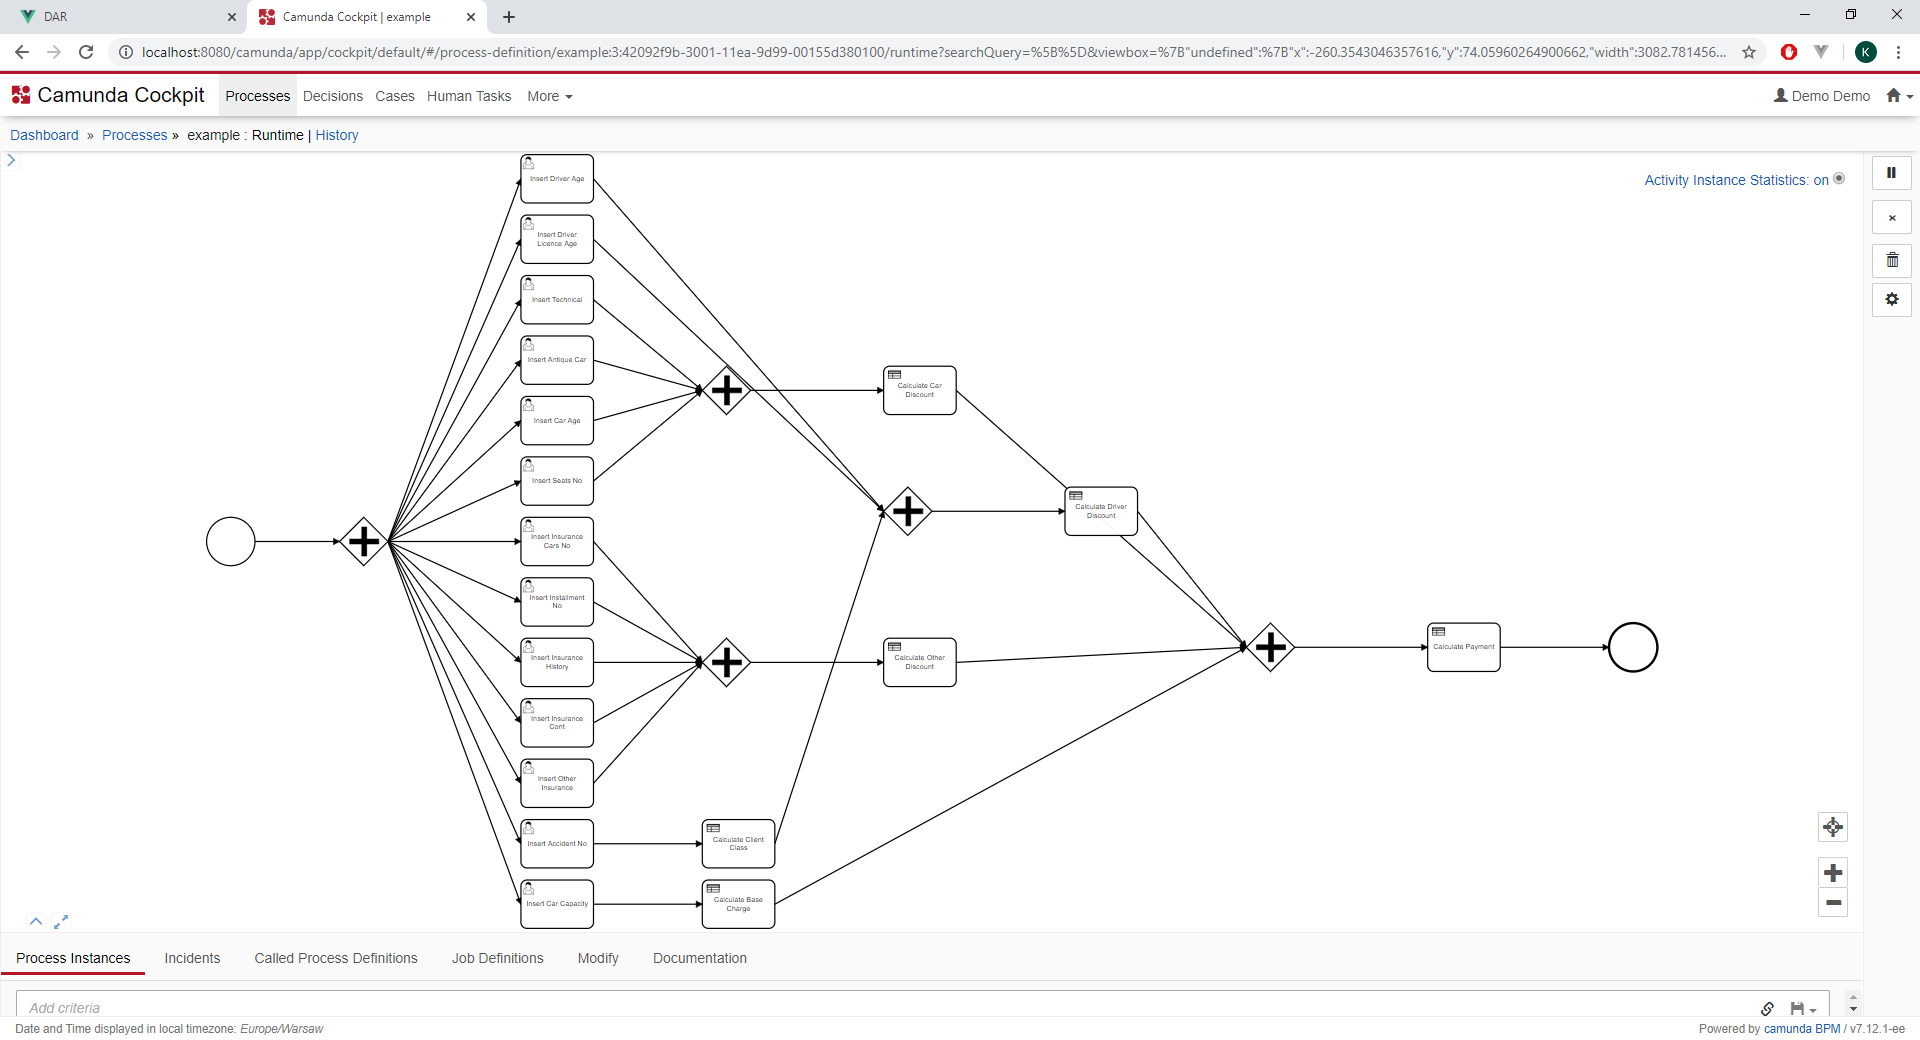 DAR
Camunda Cockpit | example
localhost:8080/camunda/app/cockpit/default/#/process-definition/example:3:42092f9b-3001-11ea-9d99-00155d380100/runtime?searchQuery=%5B%5D&viewbox=%7B"undefined":%7B"x":-260.3543046357616,"y":74.05960264900662,"width":3082.781456...
K
Camunda Cockpit
Processes
Decisions
Cases
Human Tasks
More
Demo Demo
Dashboard » Processes » example : Runtime | History
Activity Instance Statistics: on
Insert Driver Age
Insert Driver
Licence Age
Insert Technical
Insert Antique Car
Insert Car Age
Insert Seats No
Insert Insurance
Cars No
Insert Installment
No
Insert Insurance
History
Insert Insurance
Cont
Insert Other
Insurance
Insert Accident No
Insert Car Capacity
Calculate Client
Class
Calculate Base
Charge
Calculate Car
Discount
Calculate Other
Discount
Calculate Driver
Discount
Calculate Payment
Process Instances
Incidents
Called Process Definitions
Job Definitions
Modify
Documentation
Add criteria
Date and Time displayed in local timezone: Europe/Warsaw
Powered by camunda BPM / v7.12.1-ee